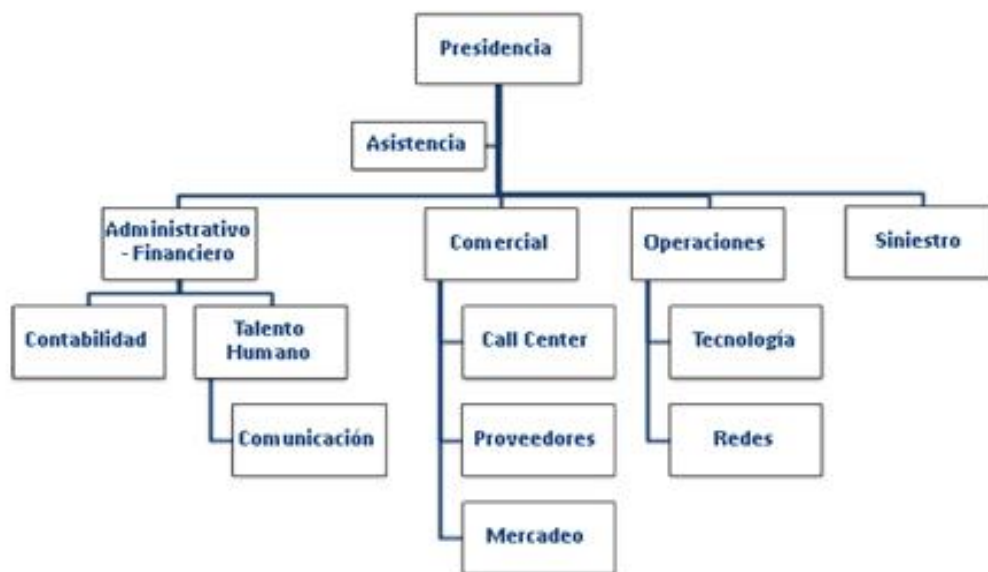 Presidencia
Asistencia
Administrativo
- Financiero
Comercial
Operaciones
Siniestro
Contabilidad
Talento
Humano
Call Center
Tecnología
Comunicación
Proveedores
Redes
Mercadeo